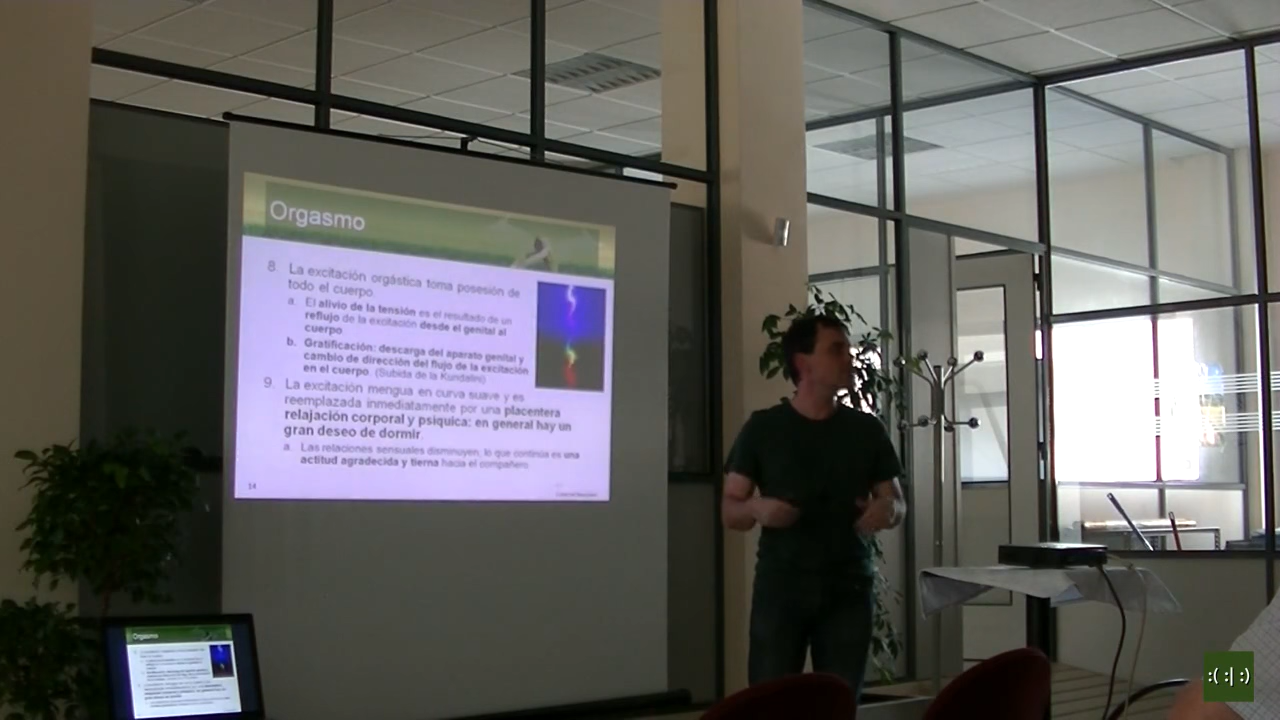 Orgasmo
8. La excitación orgástica toma posesión de
todo el cuerpo.
a. El alivio de la tensión es el resultado de un
reflujo de la excitación desde el genital al
cuerpo.
b. Gratificación: descarga del aparato genital y
cambio de dirección del flujo de la excitación
en el cuerpo. (Subida de la Kundalini)
9. La excitación mengua en curva suave y es
reemplazada inmediatamente por una placentera
relajación corporal y psíquica: en general hay un
gran deseo de dormir.
a. Las relaciones sensuales disminuyen, lo que continúa es una
actitud agradecida y tierna hacia el compañero.
14
Orgasmo
:( :| :)